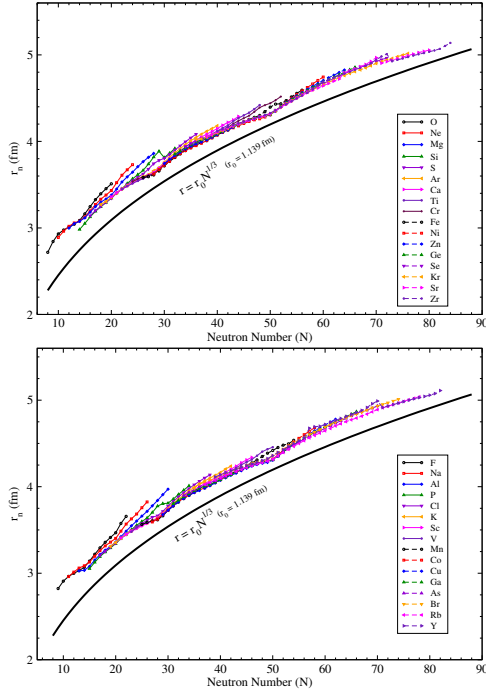 5
4
3
2
r_n (fm)
r = r_0 N^{1/3} (r_0 = 1.139 fm)
O
Ne
Mg
Si
S
Ar
Ca
Ti
Cr
Fe
Ni
Zn
Ge
Se
Kr
Sr
Zr
10 20 30 40 50 60 70 80 90
Neutron Number (N)
5
4
3
2
r_n (fm)
r = r_0 N^{1/3} (r_0 = 1.139 fm)
F
Na
Al
P
Cl
K
Sc
V
Mn
Co
Cu
Ga
As
Br
Rb
Y
10 20 30 40 50 60 70 80 90
Neutron Number (N)